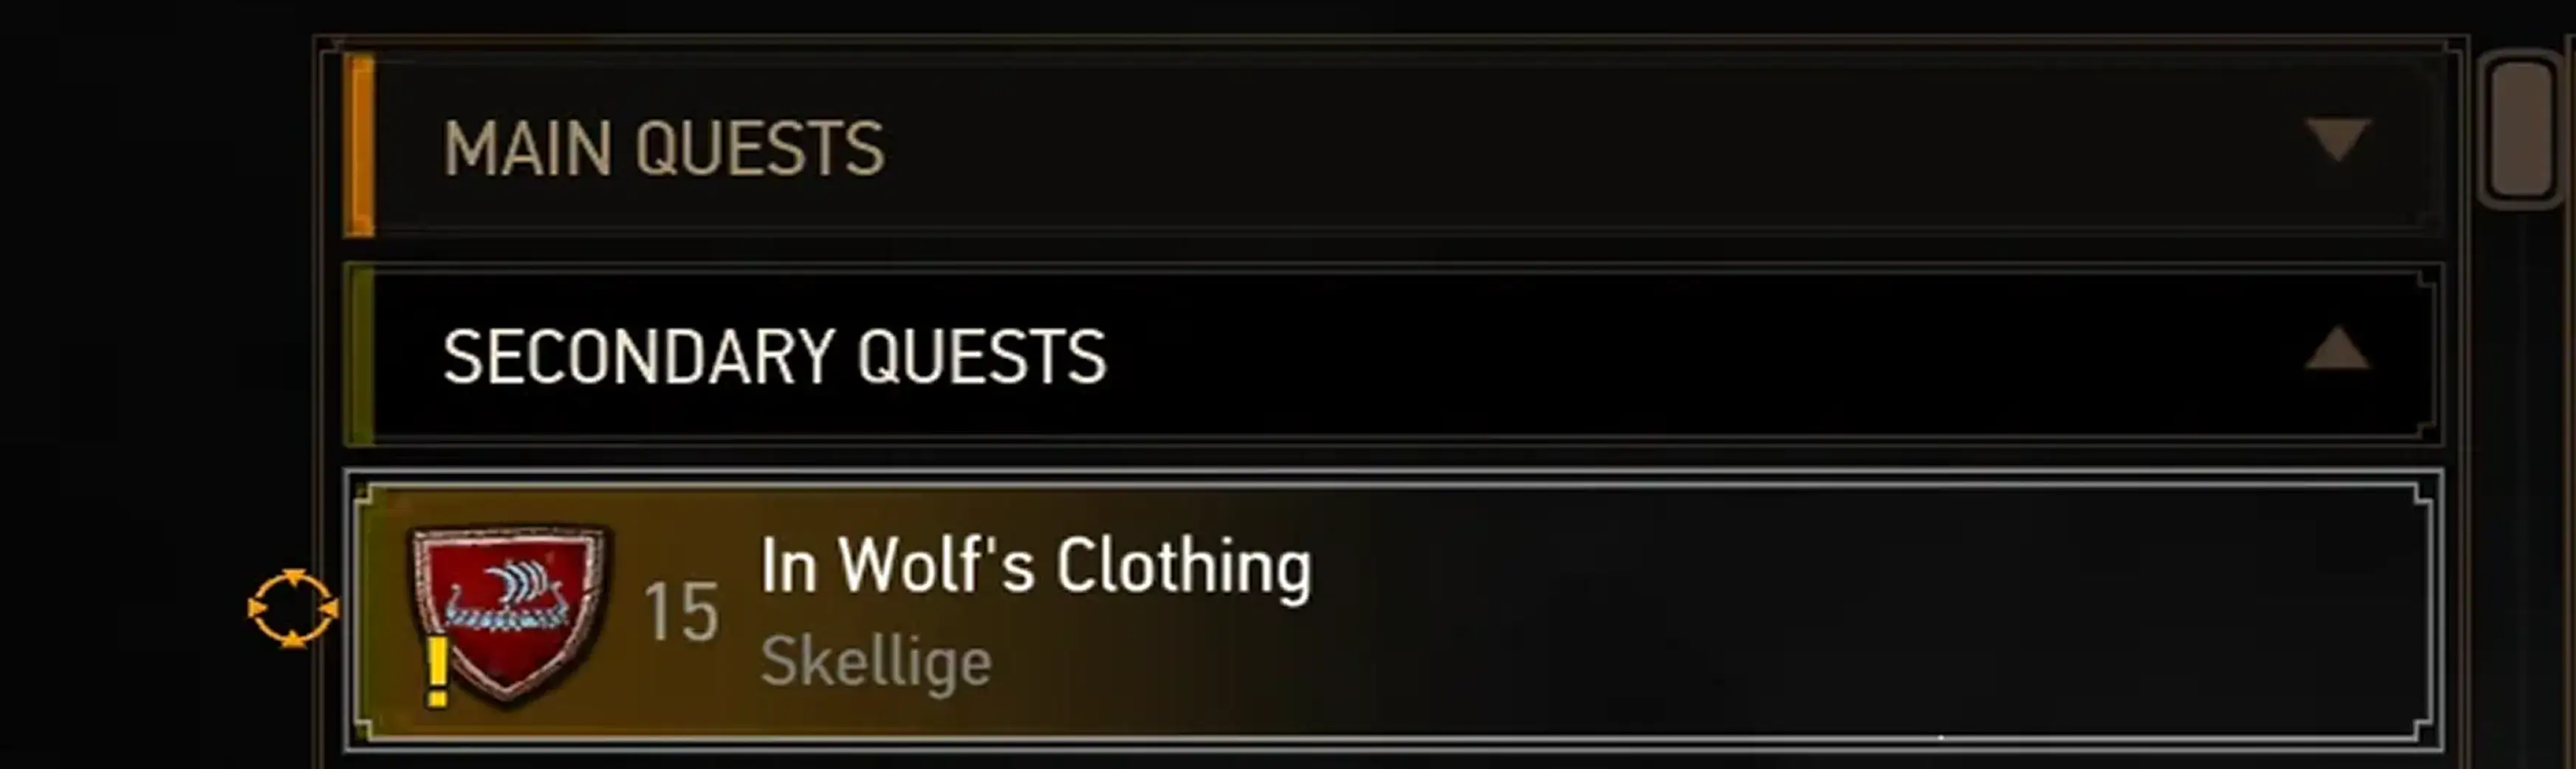 MAIN QUESTS
SECONDARY QUESTS
15
In Wolf's Clothing
Skellige